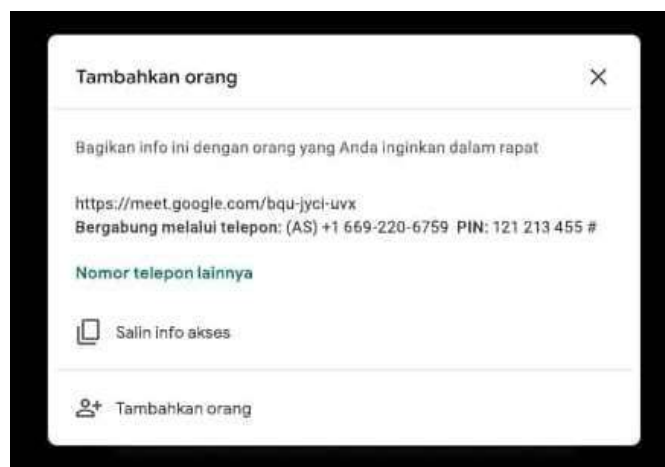 Tambahkan orang
Bagikan info ini dengan orang yang Anda inginkan dalam rapat
https://meet.google.com/bqu-jyci-uvx
Bergabung melalui telepon: (AS) +1 669-220-6759 PIN: 121 213 455 #
Nomor telepon lainnya
Salin info akses
Tambahkan orang